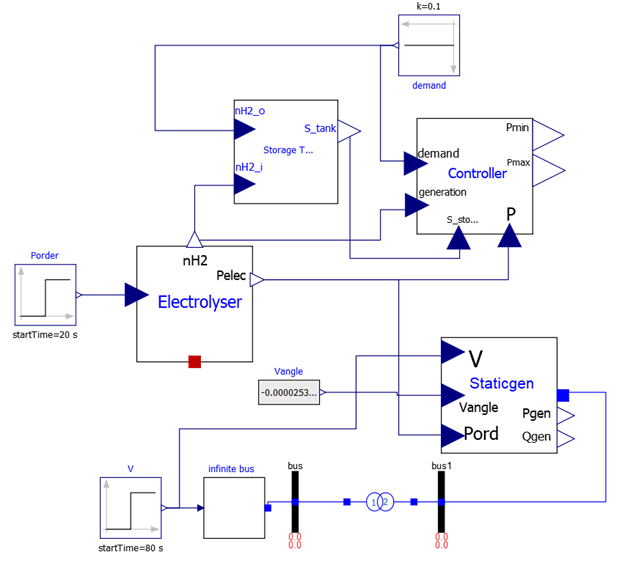 k=0.1
demand
nH2_o
S_tank
Storage T...
nH2_i
Pmin
demand
Pmax
Controller
generation
S_sto...
P
Porder
nH2
Pelec
Electrolyser
startTime=20 s
Vangle
-0.0000253...
V
Staticgen
Vangle
Pgen
Pord
Qgen
V
infinite bus
bus
bus1
1
2
startTime=80 s
0.0
0.0
0.0
0.0